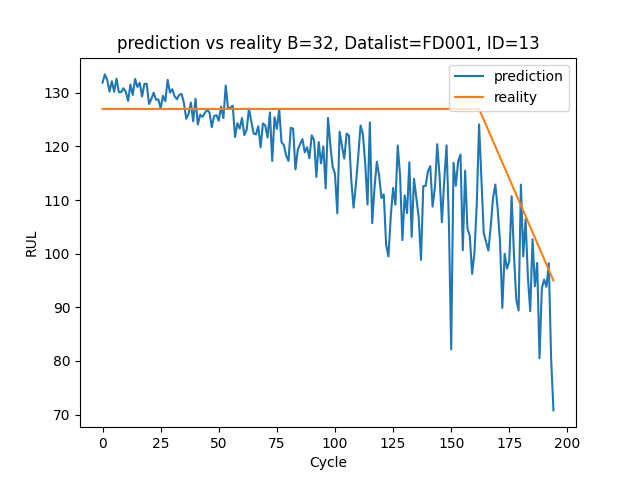 prediction vs reality B=32, Datalist=FD001, ID=13
prediction
reality
130
120
110
100
90
80
70
RUL
0 25 50 75 100 125 150 175 200
Cycle